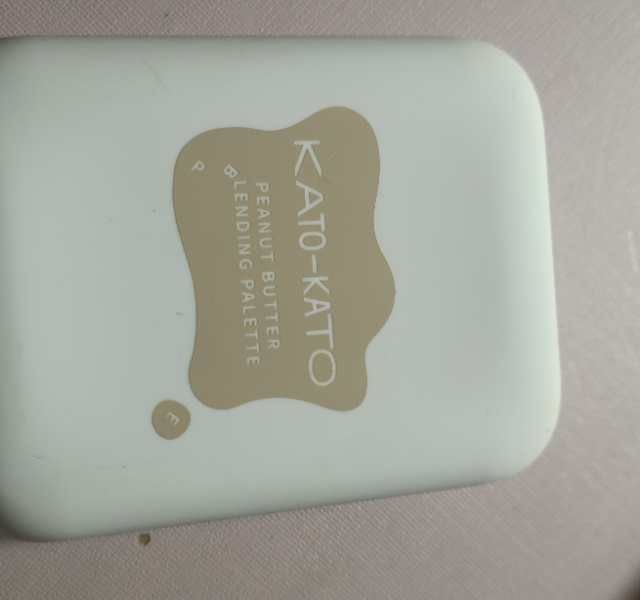 KATO-KATO
PEANUT BUTTER
BLENDING PALETTE
P
E